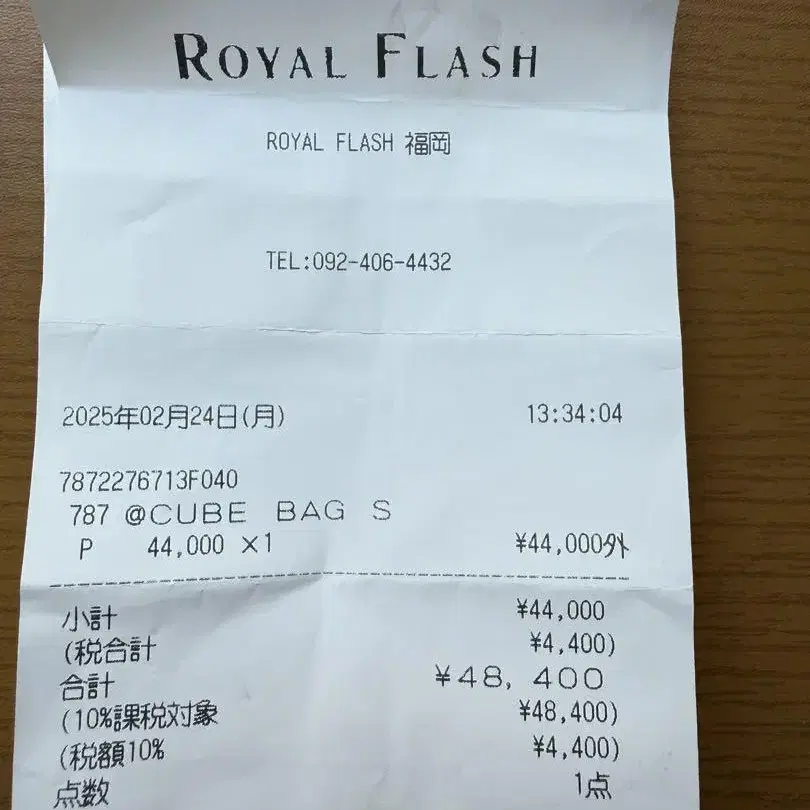 ROYAL FLASH
ROYAL FLASH 福岡
TEL:092-406-4432
2025年02月24日(月) 13:34:04
7872276713F040
787 @CUBE BAG S
P 44,000 ×1 ¥44,000外
小計 ¥44,000
(税合計 ¥4,400)
合計 ¥48,400
(10%課税対象 ¥48,400)
(税額10% ¥4,400)
点数 1点